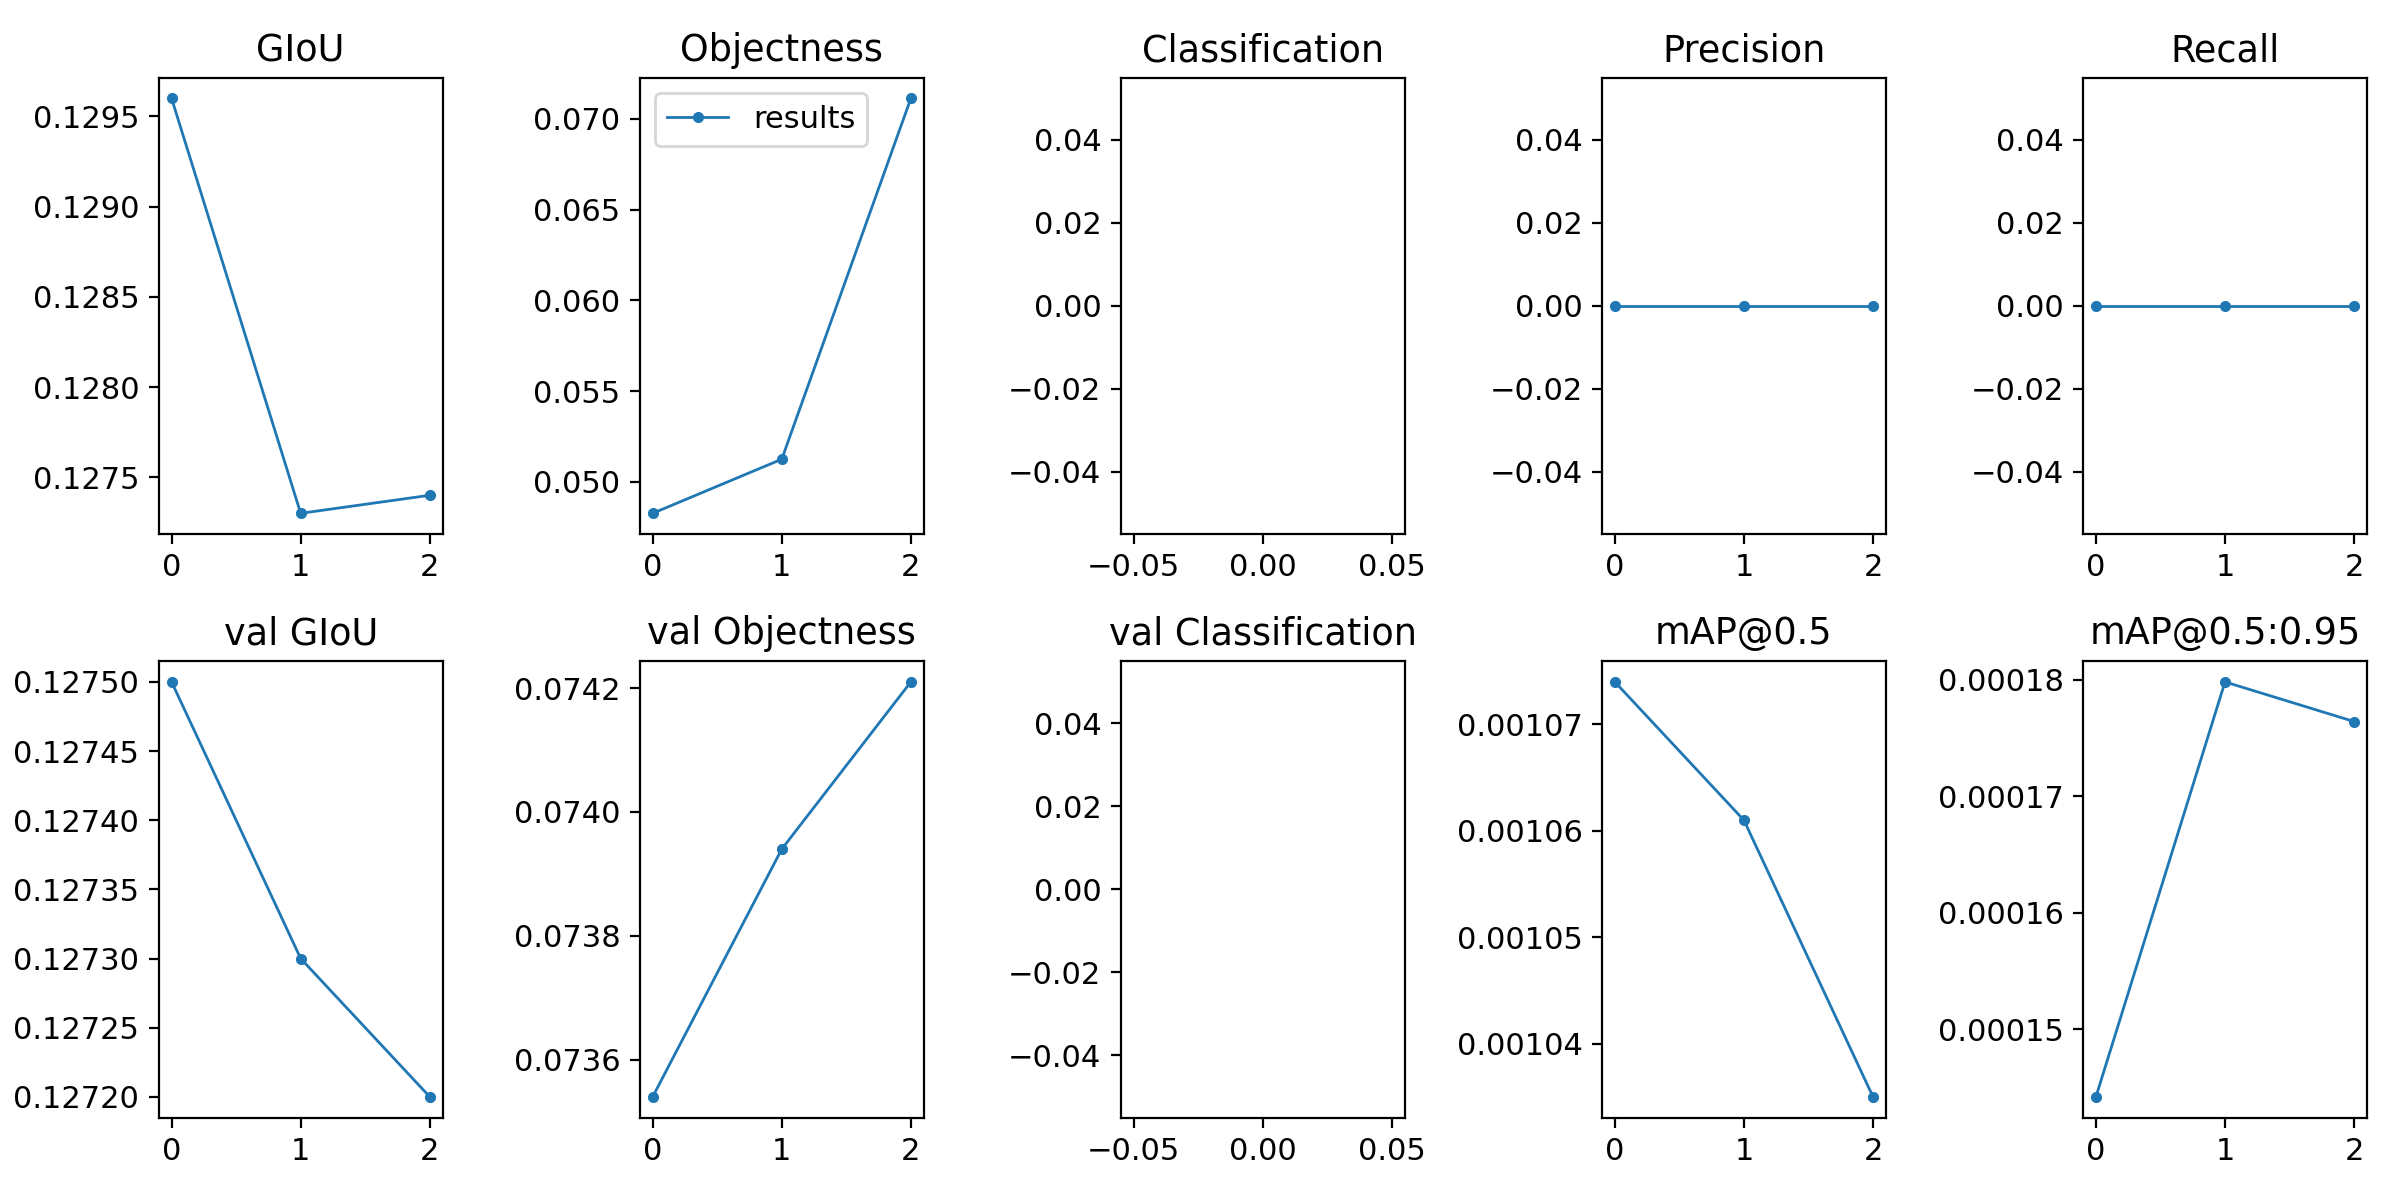 GIoU
0.1295
0.1290
0.1285
0.1280
0.1275
0 1 2
Objectness
results
0.070
0.065
0.060
0.055
0.050
0 1 2
Classification
0.04
0.02
0.00
−0.02
−0.04
−0.05 0.00 0.05
Precision
0.04
0.02
0.00
−0.02
−0.04
0 1 2
Recall
0.04
0.02
0.00
−0.02
−0.04
0 1 2
val GIoU
0.12750
0.12745
0.12740
0.12735
0.12730
0.12725
0.12720
0 1 2
val Objectness
0.0742
0.0740
0.0738
0.0736
0 1 2
val Classification
0.04
0.02
0.00
−0.02
−0.04
−0.05 0.00 0.05
mAP@0.5
0.00107
0.00106
0.00105
0.00104
0 1 2
mAP@0.5:0.95
0.00018
0.00017
0.00016
0.00015
0 1 2